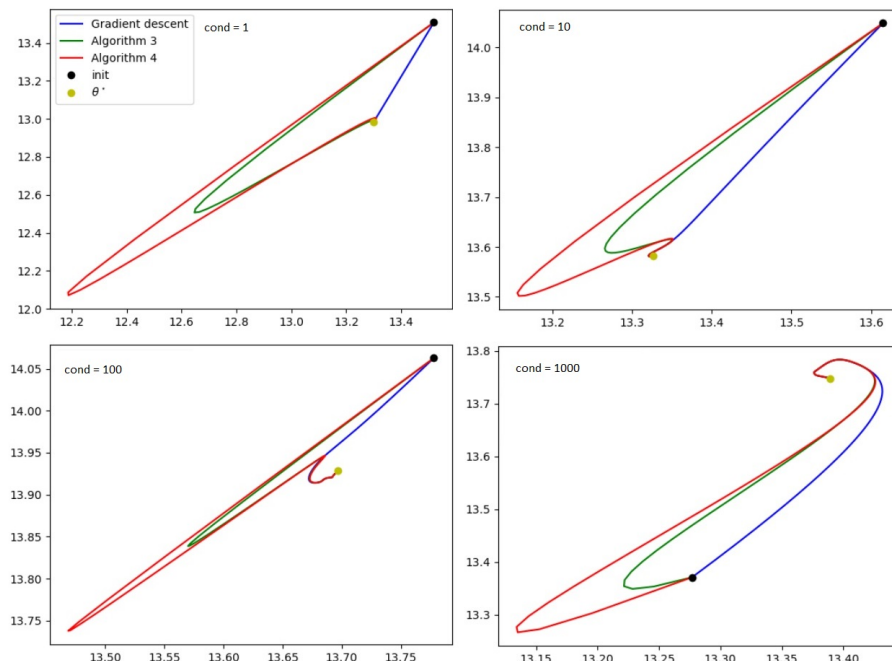 Gradient descent
Algorithm 3
Algorithm 4
init
θ*
cond = 1
13.4
13.2
13.0
12.8
12.6
12.4
12.2
12.0
12.2 12.4 12.6 12.8 13.0 13.2 13.4
cond = 10
14.0
13.9
13.8
13.7
13.6
13.5
13.2 13.3 13.4 13.5 13.6
cond = 100
14.05
14.00
13.95
13.90
13.85
13.80
13.75
13.50 13.55 13.60 13.65 13.70 13.75
cond = 1000
13.8
13.7
13.6
13.5
13.4
13.3
13.15 13.20 13.25 13.30 13.35 13.40